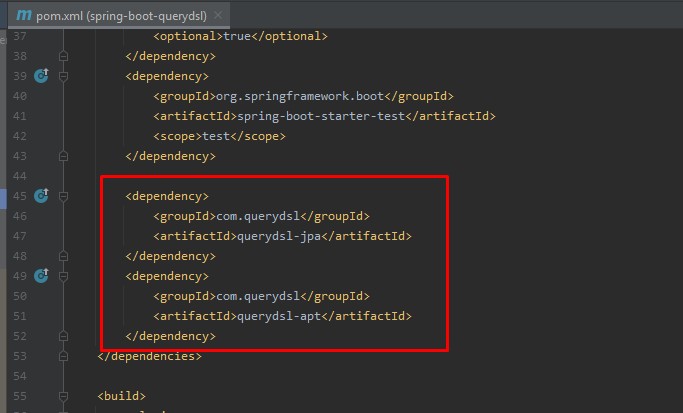 pom.xml (spring-boot-querydsl)
37 <optional>true</optional>
38 </dependency>
39 <dependency>
40 <groupId>org.springframework.boot</groupId>
41 <artifactId>spring-boot-starter-test</artifactId>
42 <scope>test</scope>
43 </dependency>
44
45 <dependency>
46 <groupId>com.querydsl</groupId>
47 <artifactId>querydsl-jpa</artifactId>
48 </dependency>
49 <dependency>
50 <groupId>com.querydsl</groupId>
51 <artifactId>querydsl-apt</artifactId>
52 </dependency>
53 </dependencies>
54
55 <build>
56